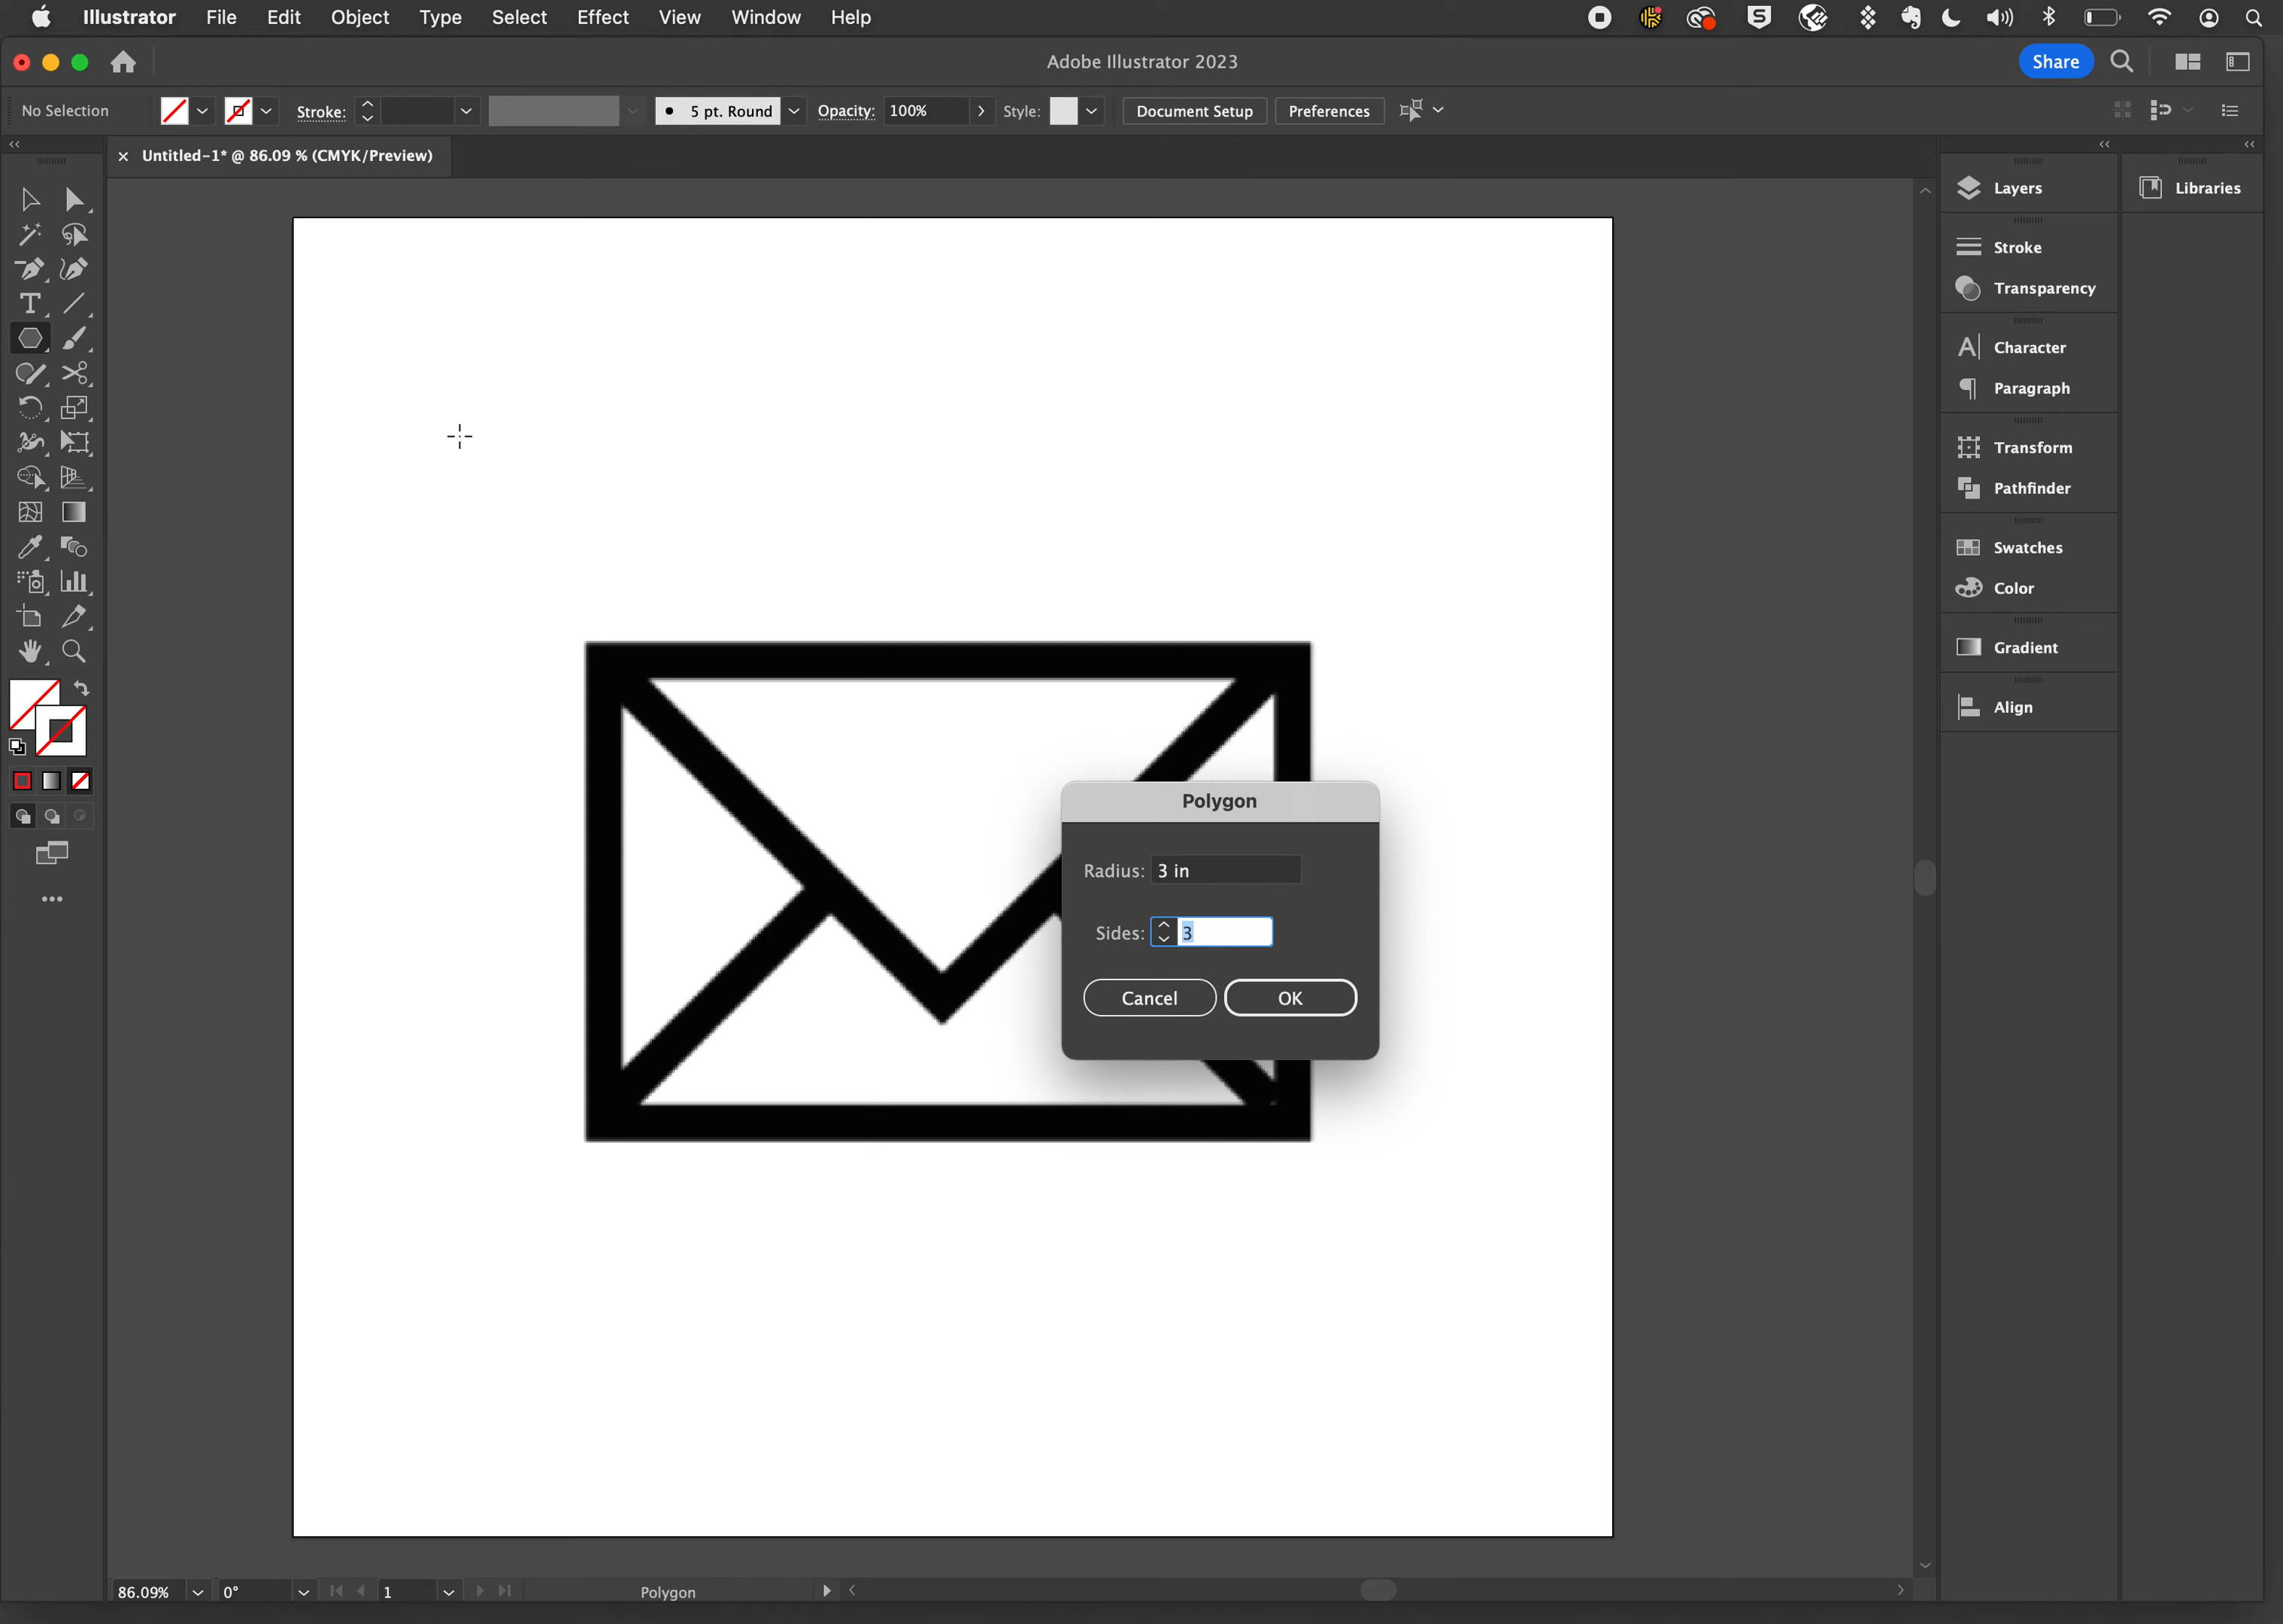 Illustrator File Edit Object Type Select Effect View Window Help
Adobe Illustrator 2023
Share
No Selection Stroke: 5 pt. Round Opacity: 100% Style: Document Setup Preferences
Untitled-1* @ 86.09 % (CMYK/Preview)
Layers
Stroke
Transparency
Character
Paragraph
Transform
Pathfinder
Swatches
Color
Gradient
Align
Libraries
Polygon
Radius: 3 in
Sides: 3
Cancel OK
86.09% 0° 1 Polygon